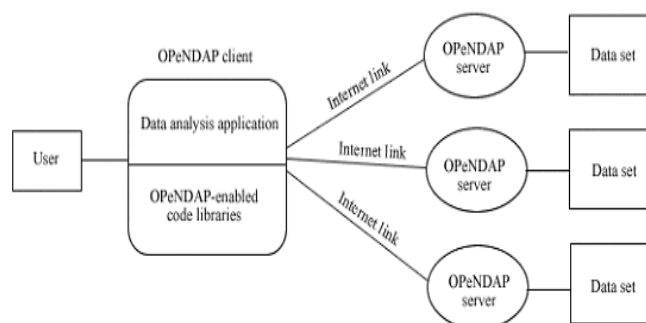 OPeNDAP client
User
Data analysis application
OPeNDAP-enabled
code libraries
Internet link
Internet link
Internet link
OPeNDAP
server
Data set
OPeNDAP
server
Data set
OPeNDAP
server
Data set